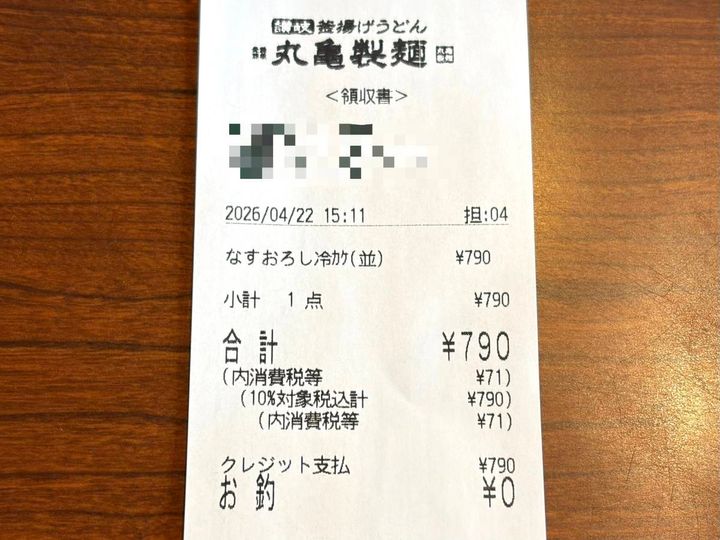 讃岐 釜揚げうどん
丸亀製麺
<領収書>
2026/04/22 15:11 担:04
なすおろし冷かけ(並) ¥790
小計 1 点 ¥790
合計 ¥790
(内消費税等 ¥71)
(10%対象税込計 ¥790)
(内消費税等 ¥71)
クレジット支払 ¥790
お釣 ¥0